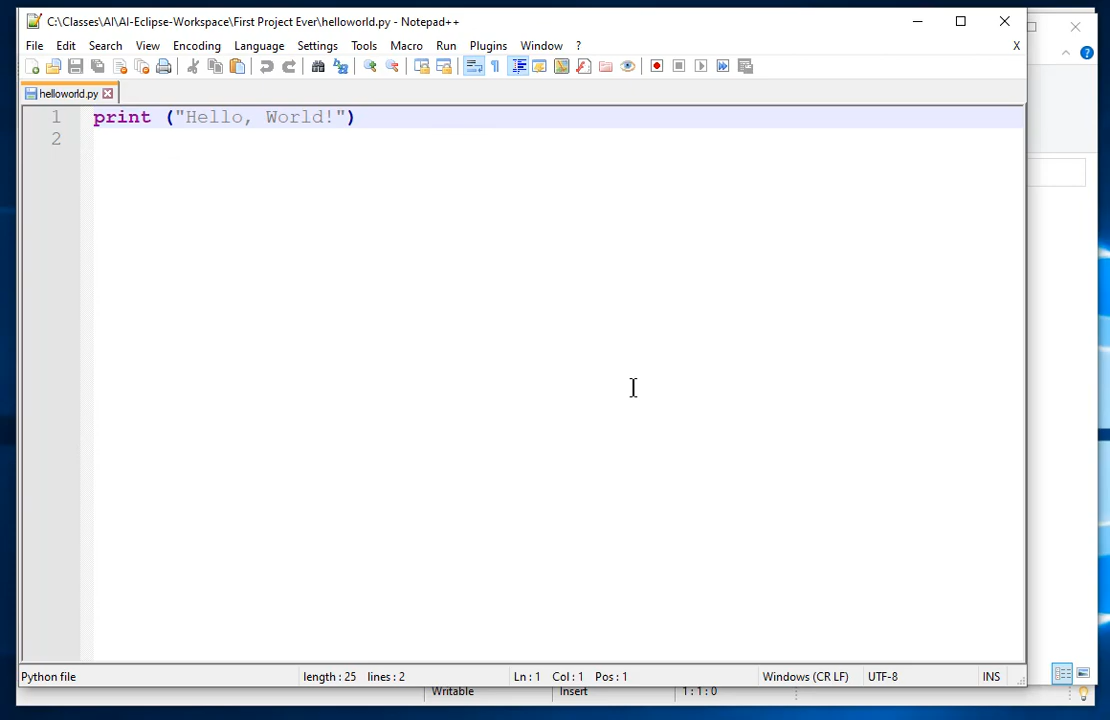 C:\Classes\AI\AI-Eclipse-Workspace\First Project Ever\helloworld.py - Notepad++
File Edit Search View Encoding Language Settings Tools Macro Run Plugins Window ? X
helloworld.py
1 print ("Hello, World!")
2
Python file length : 25 lines : 2 Ln : 1 Col : 1 Pos : 1 Windows (CR LF) UTF-8 INS
Writable Insert 1 : 1 : 0